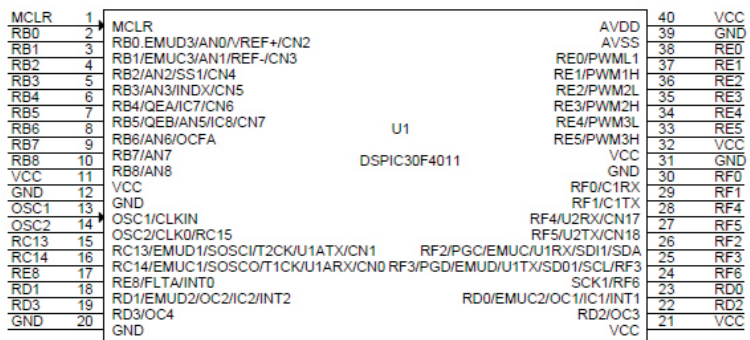 MCLR 1 MCLR AVDD 40 VCC
RB0 2 RB0.EMUD3/AN0/VREF+/CN2 AVSS 39 GND
RB1 3 RB1/EMUC3/AN1/REF-/CN3 RE0/PWML1 38 RE0
RB2 4 RB2/AN2/SS1/CN4 RE1/PWM1H 37 RE1
RB3 5 RB3/AN3/INDX/CN5 RE2/PWM2L 36 RE2
RB4 6 RB4/QEA/IC7/CN6 RE3/PWM2H 35 RE3
RB5 7 RB5/QEB/AN5/IC8/CN7 RE4/PWM3L 34 RE4
RB6 8 RB6/AN6/OCFA U1 RE5/PWM3H 33 RE5
RB7 9 RB7/AN7 VCC 32 VCC
RB8 10 RB8/AN8 DSPIC30F4011 GND 31 GND
VCC 11 VCC RF0/C1RX 30 RF0
GND 12 GND RF1/C1TX 29 RF1
OSC1 13 OSC1/CLKIN RF4/U2RX/CN17 28 RF4
OSC2 14 OSC2/CLK0/RC15 RF5/U2TX/CN18 27 RF5
RC13 15 RC13/EMUD1/SOSCI/T2CK/U1ATX/CN1 RF2/PGC/EMUC/U1RX/SDI1/SDA 26 RF2
RC14 16 RC14/EMUC1/SOSCO/T1CK/U1ARX/CN0 RF3/PGD/EMUD/U1TX/SD01/SCL/RF3 25 RF3
RE8 17 RE8/FLTA/INT0 SCK1/RF6 24 RF6
RD1 18 RD1/EMUD2/OC2/IC2/INT2 RD0/EMUC2/OC1/IC1/INT1 23 RD0
RD3 19 RD3/OC4 RD2/OC3 22 RD2
GND 20 GND VCC 21 VCC